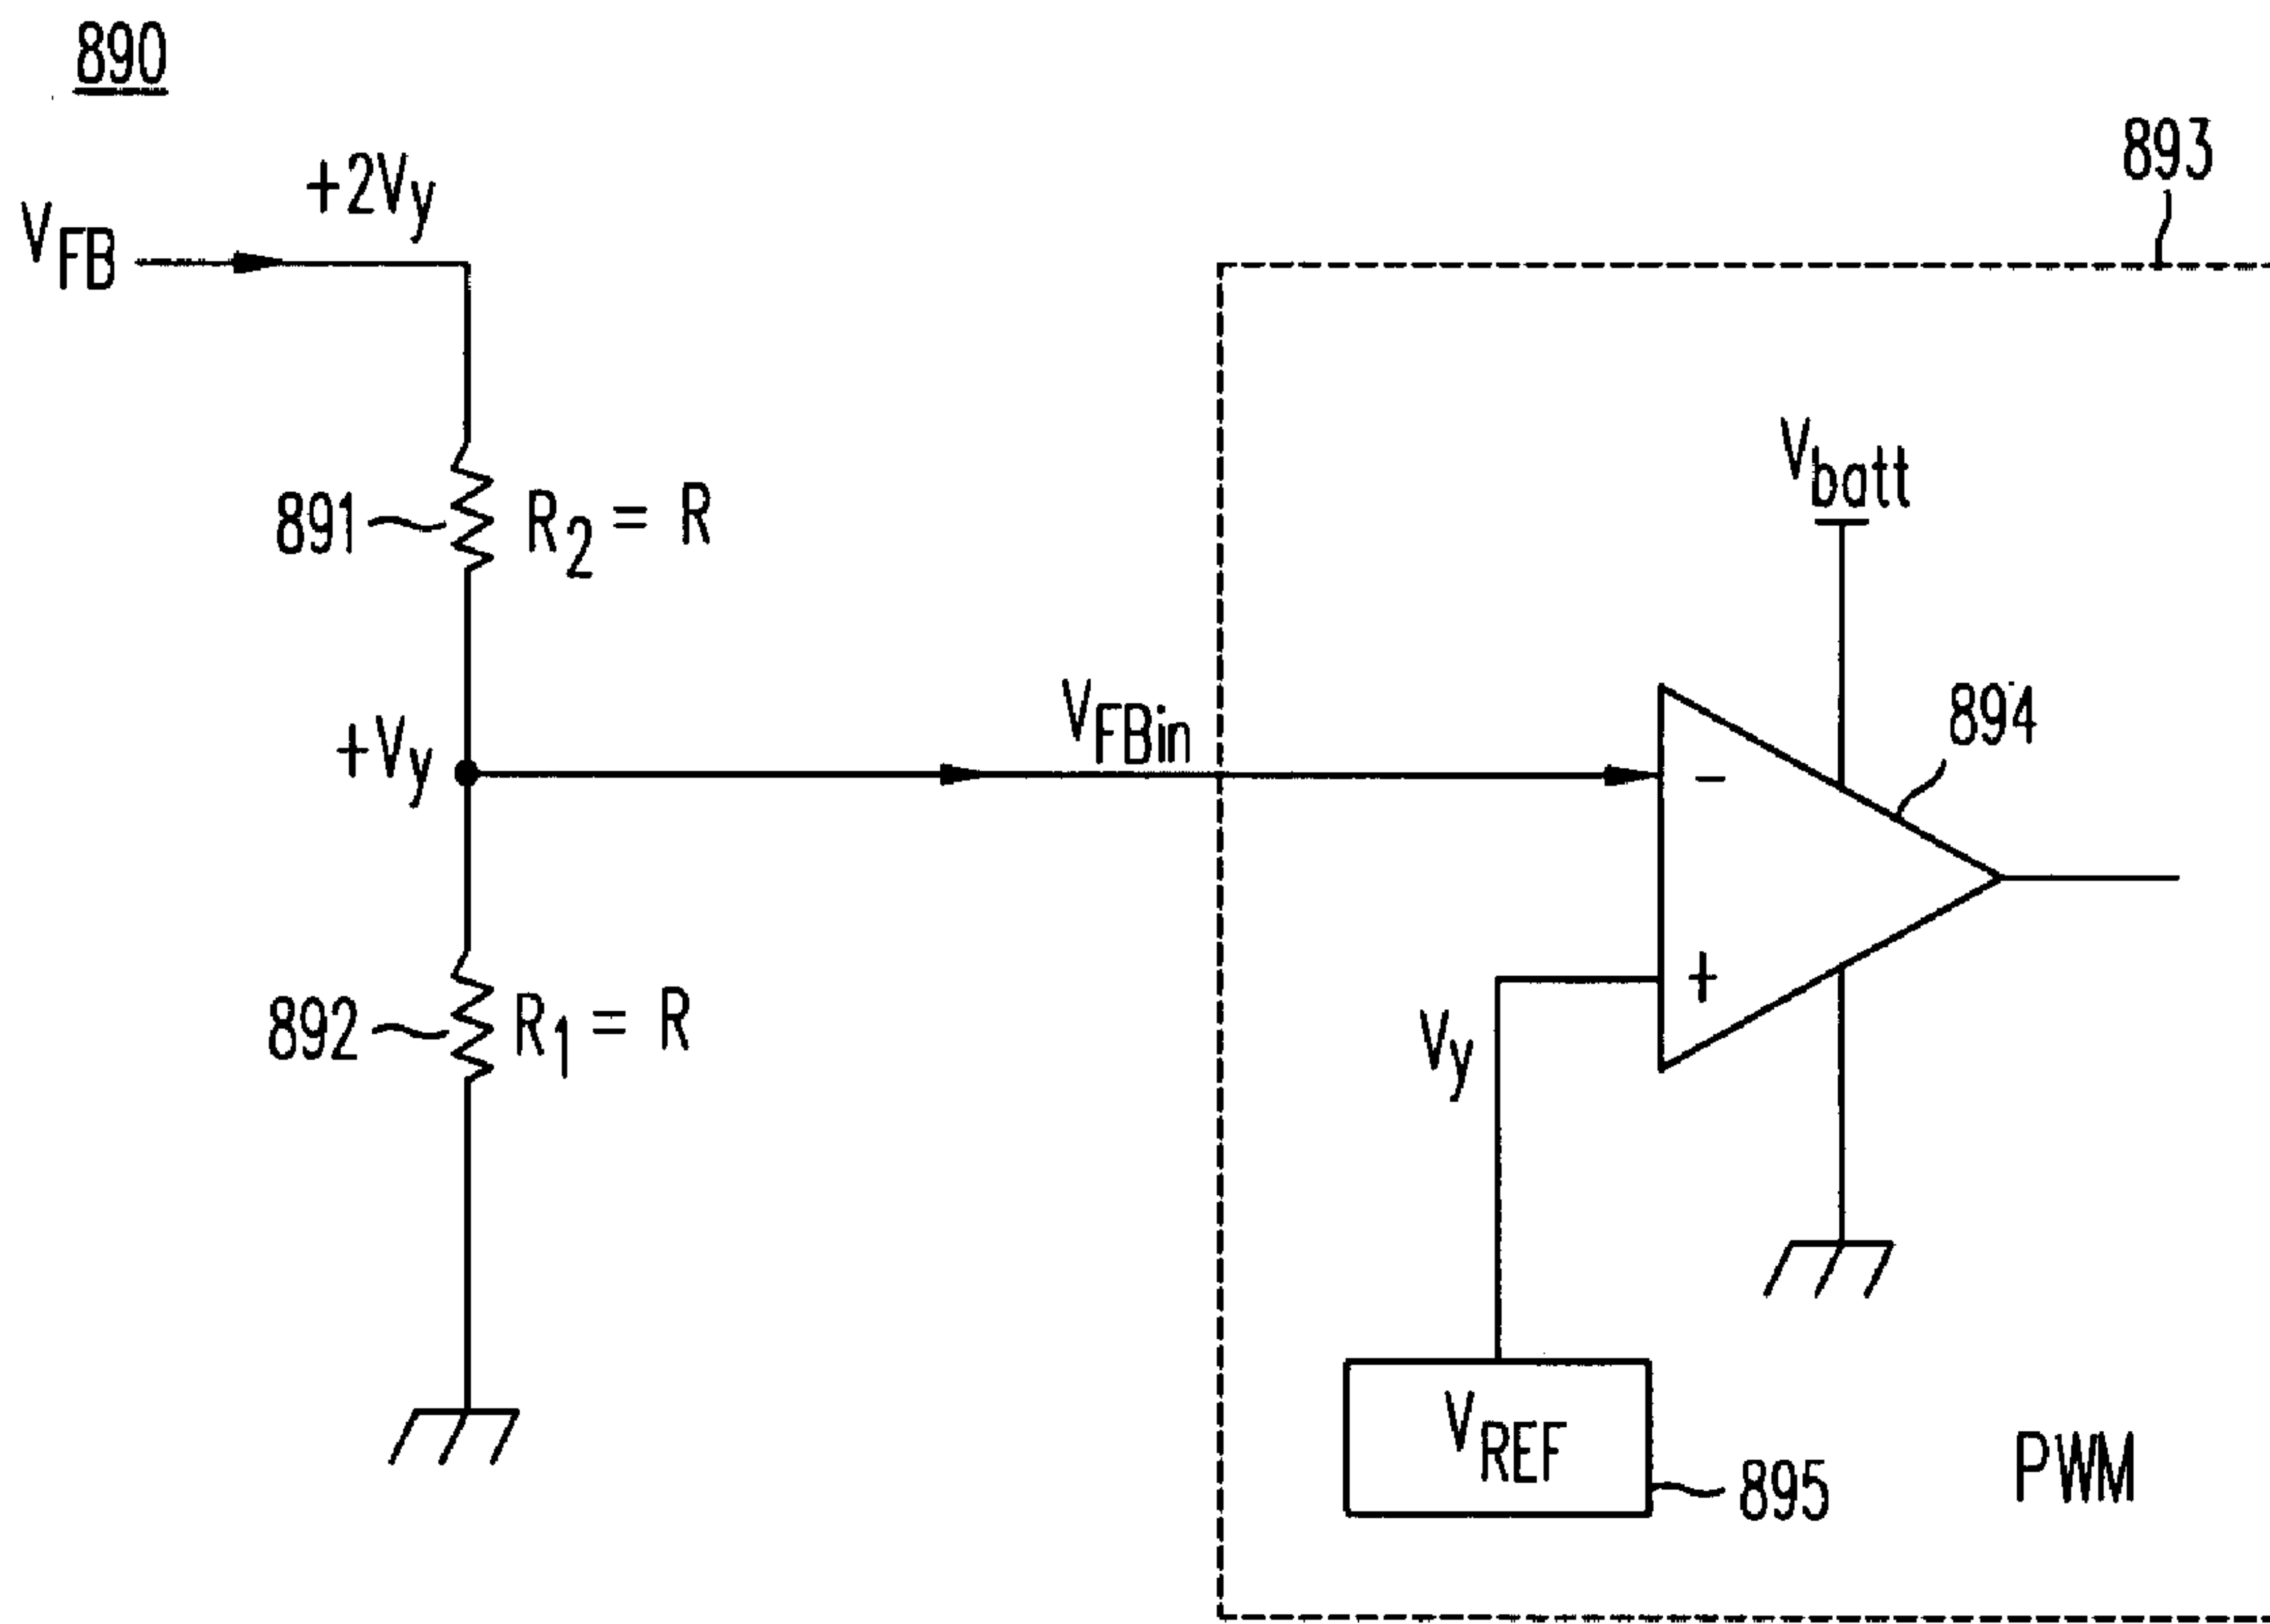 890
893
+2Vy
VFB
Vbatt
891
R2 = R
VFBin
894
+Vy
-
+
892
R1 = R
Vy
VREF
895
PWM